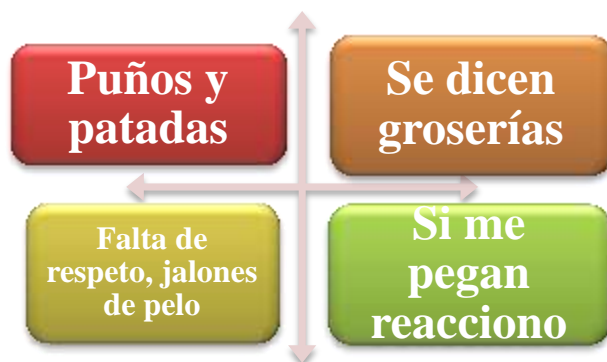 Puños y
patadas
Se dicen
groserías
Falta de
respeto, jalones
de pelo
Si me
pegan
reacciono